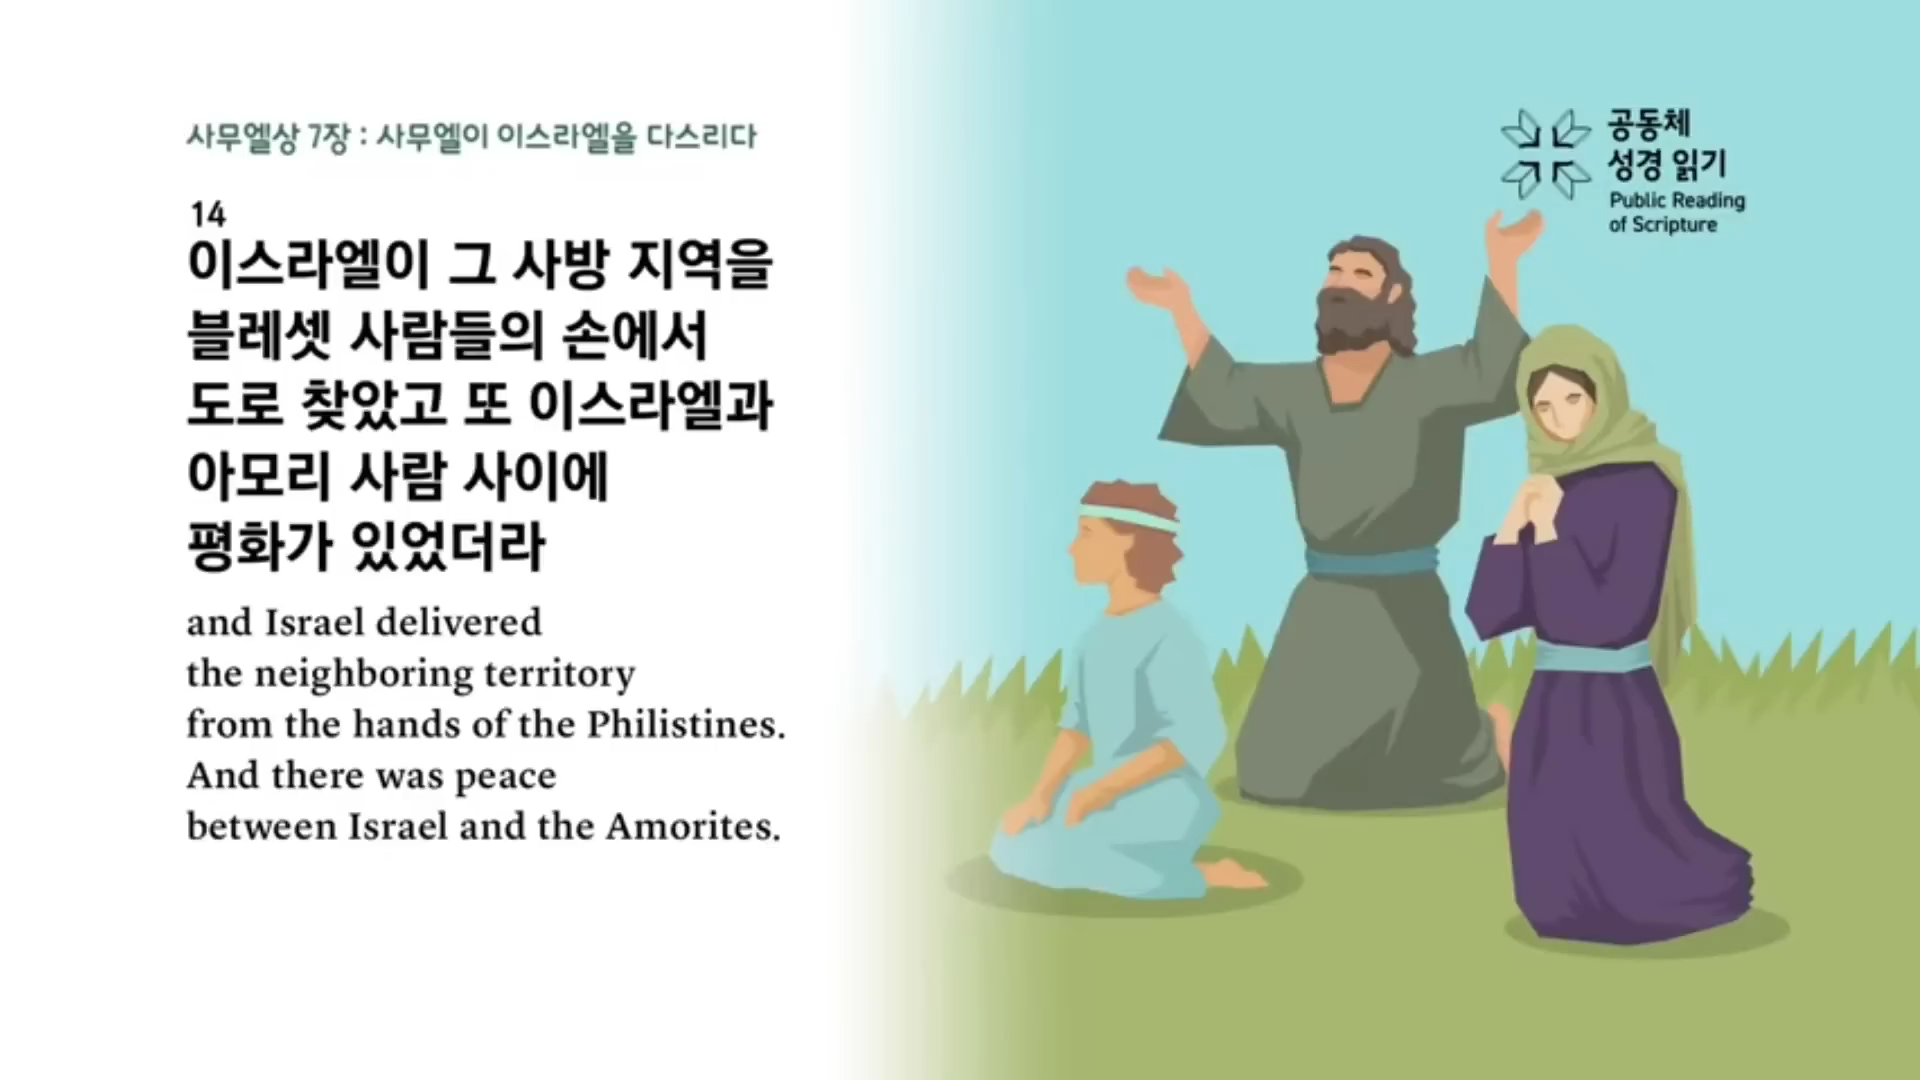 사무엘상 7장 : 사무엘이 이스라엘을 다스리다
14
이스라엘이 그 사방 지역을
블레셋 사람들의 손에서
도로 찾았고 또 이스라엘과
아모리 사람 사이에
평화가 있었더라
and Israel delivered
the neighboring territory
from the hands of the Philistines.
And there was peace
between Israel and the Amorites.
공동체
성경 읽기
Public Reading
of Scripture